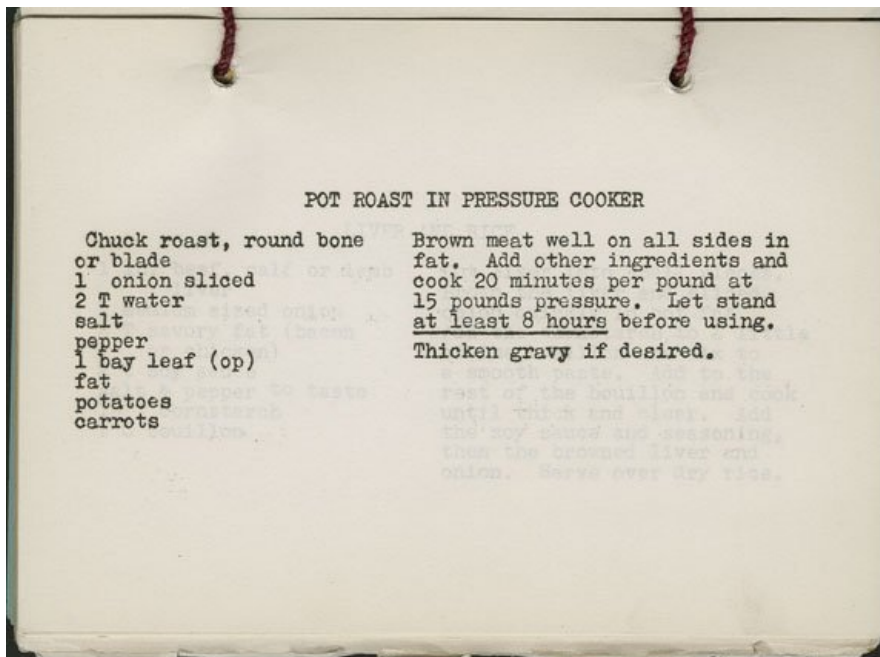 POT ROAST IN PRESSURE COOKER
Chuck roast, round bone
or blade
1 onion sliced
2 T water
salt
pepper
1 bay leaf (op)
fat
potatoes
carrots
Brown meat well on all sides in
fat. Add other ingredients and
cook 20 minutes per pound at
15 pounds pressure. Let stand
at least 8 hours before using.
Thicken gravy if desired.